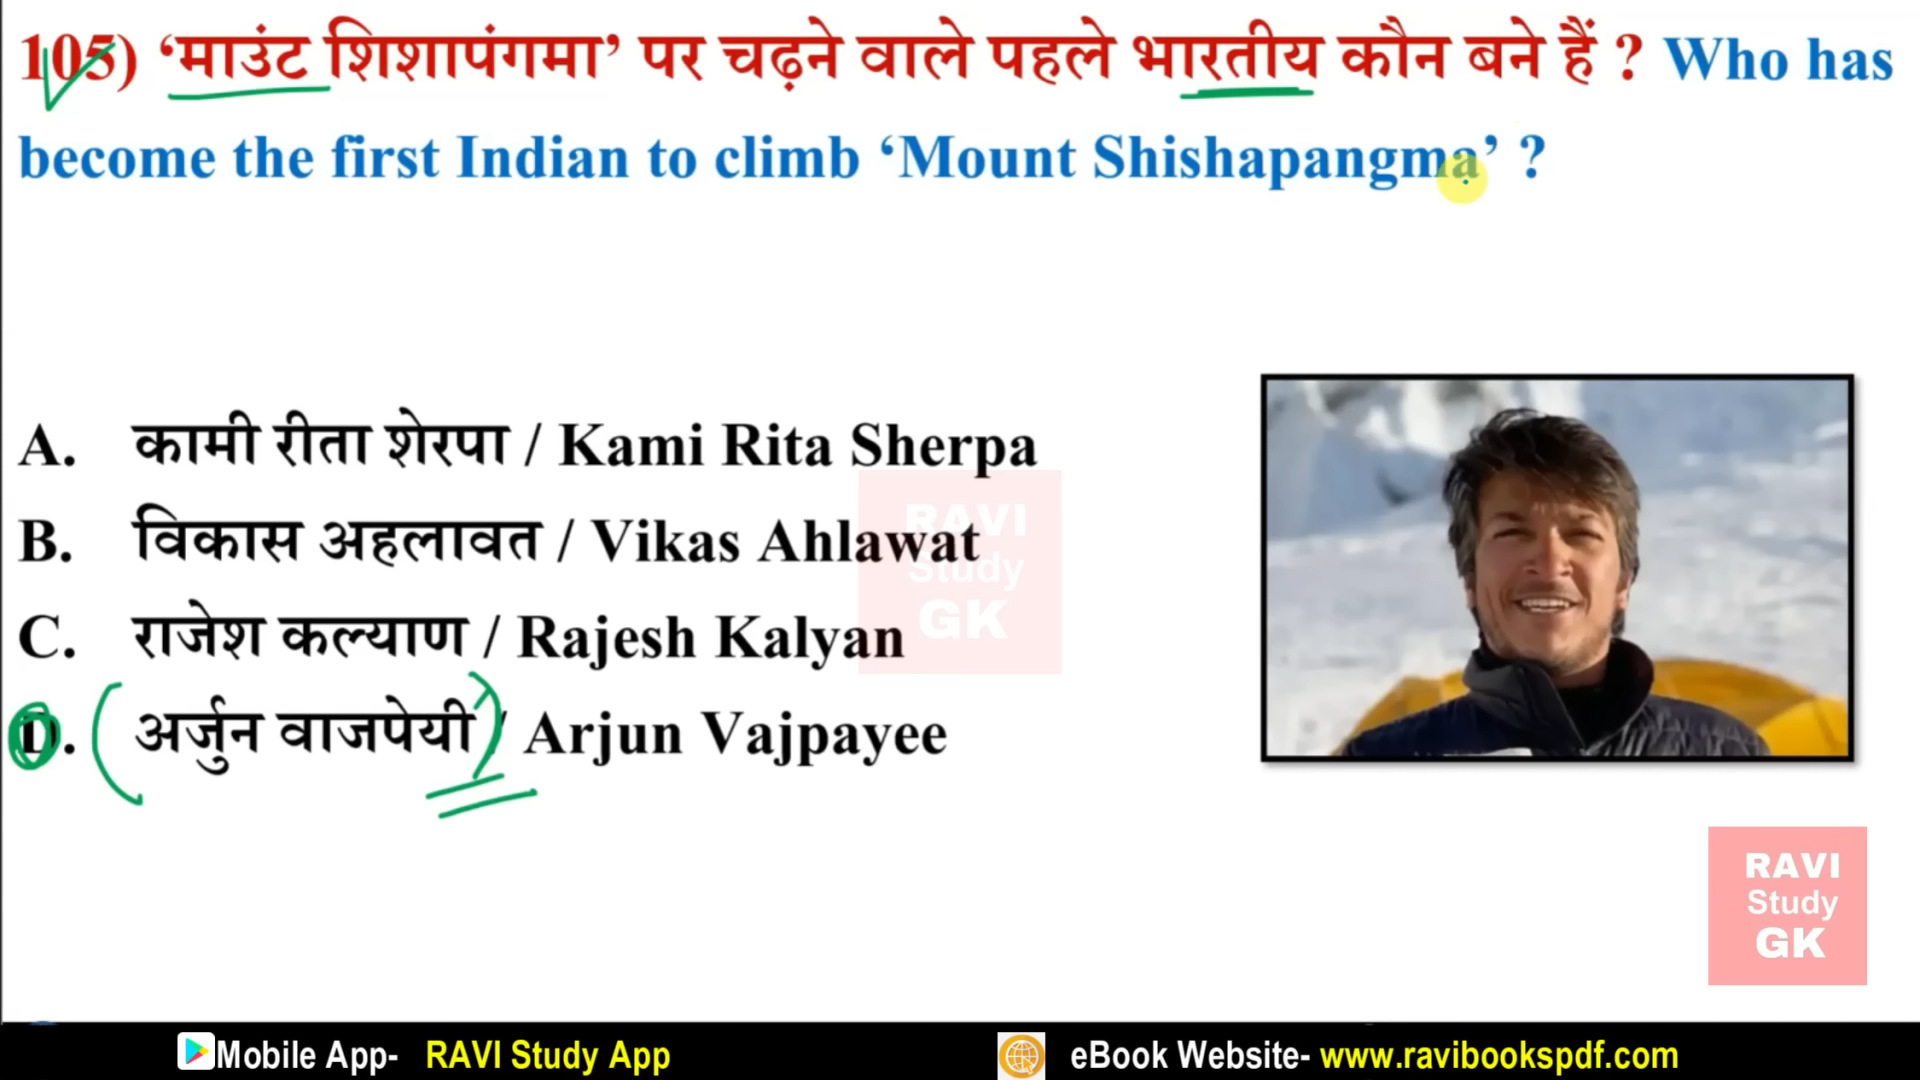 105) ‘माउंट शिशापंगमा’ पर चढ़ने वाले पहले भारतीय कौन बने हैं ? Who has
become the first Indian to climb ‘Mount Shishapangma’ ?
A. कामी रीता शेरपा / Kami Rita Sherpa
B. विकास अहलावत / Vikas Ahlawat
C. राजेश कल्याण / Rajesh Kalyan
D. अर्जुन वाजपेयी / Arjun Vajpayee
RAVI
Study
GK
RAVI
Study
GK
Mobile App- RAVI Study App
eBook Website- www.ravibookspdf.com